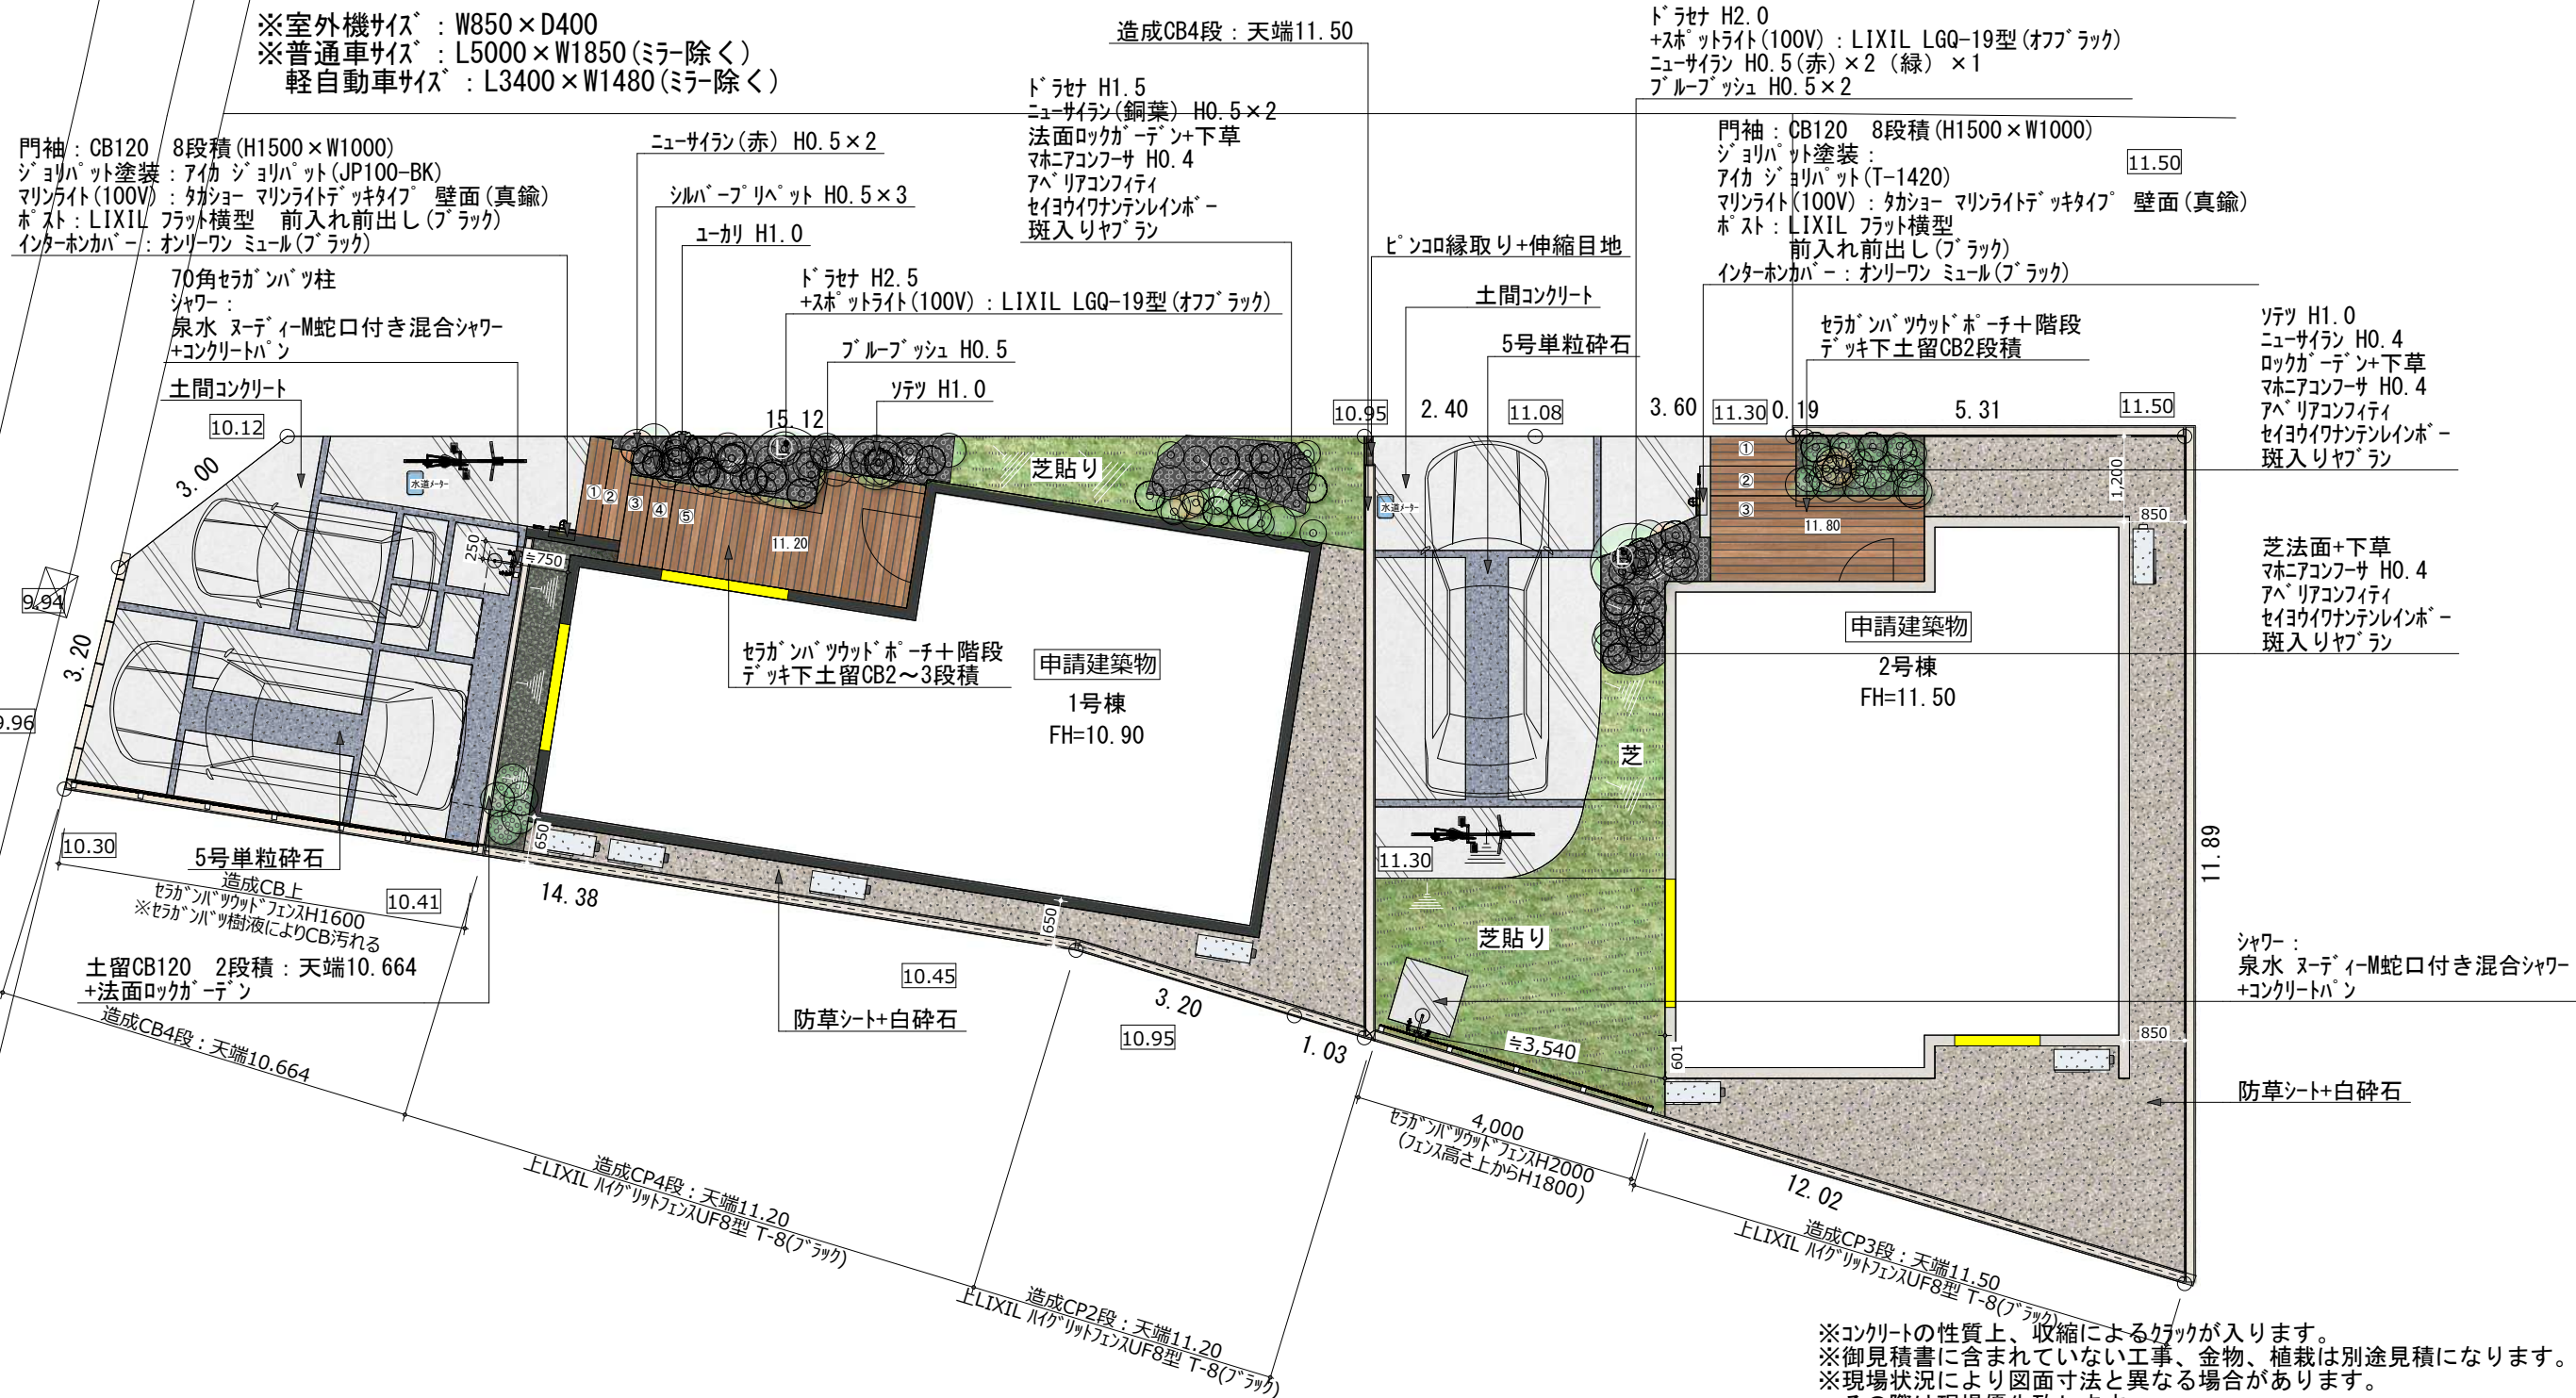 ※室外機サイズ：W850×D400
※普通車サイズ：L5000×W1850(ミラー除く)
軽自動車サイズ：L3400×W1480(ミラー除く)
造成CB4段：天端11.50
ドラセナ H2.0
+スポットライト(100V)：LIXIL LGQ-19型(オフブラック)
ニューサイラン H0.5(赤)×2 (緑) ×1
ブルーブッシュ H0.5×2
ドラセナ H1.5
ニューサイラン(銅葉) H0.5×2
法面ロックガーデン+下草
マホニアコンフーサ H0.4
アベリアコンフィティ
セイヨウイワナンテンレインボー
斑入りヤブラン
門袖：CB120　8段積(H1500×W1000)
ジョリパット塗装：アイカ ジョリパット(JP100-BK)
マリンライト(100V)：タカショー マリンライトデッキタイプ 壁面(真鍮)
ポスト：LIXIL フラット横型　前入れ前出し(ブラック)
インターホンカバー：オンリーワン ミュール(ブラック)
ニューサイラン(赤) H0.5×2
シルバープリペット H0.5×3
ユーカリ H1.0
門袖：CB120　8段積(H1500×W1000)
ジョリパット塗装：
アイカ ジョリパット(T-1420)
マリンライト(100V)：タカショー マリンライトデッキタイプ 壁面(真鍮)
ポスト：LIXIL フラット横型
前入れ前出し(ブラック)
インターホンカバー：オンリーワン ミュール(ブラック)
11.50
70角セラガンバツ柱
シャワー：
泉水 ヌーディーM蛇口付き混合シャワー
+コンクリートパン
土間コンクリート
ドラセナ H2.5
+スポットライト(100V)：LIXIL LGQ-19型(オフブラック)
ブルーブッシュ H0.5
ソテツ H1.0
ピンコロ縁取り+伸縮目地
土間コンクリート
5号単粒砕石
セラガンバツウッドポーチ+階段
デッキ下土留CB2段積
ソテツ H1.0
ニューサイラン H0.4
ロックガーデン+下草
マホニアコンフーサ H0.4
アベリアコンフィティ
セイヨウイワナンテンレインボー
斑入りヤブラン
10.12
15.12
10.95
2.40
11.08
3.60
11.30
0.19
5.31
11.50
3.00
水道メーター
①
②
③
④
⑤
11.20
芝貼り
水道メーター
①
②
③
11.80
1,200
850
250
≒750
9.94
3.20
9.96
芝法面+下草
マホニアコンフーサ H0.4
アベリアコンフィティ
セイヨウイワナンテンレインボー
斑入りヤブラン
セラガンバツウッドポーチ+階段
デッキ下土留CB2～3段積
申請建築物
1号棟
FH=10.90
申請建築物
2号棟
FH=11.50
芝
11.30
11.89
10.30
5号単粒砕石
造成CB上
セラガンバツウッドフェンスH1600
※セラガンバツ樹液によりCB汚れる
10.41
土留CB120　2段積：天端10.664
+法面ロックガーデン
造成CB4段：天端10.664
650
14.38
650
10.45
防草シート+白砕石
10.95
3.20
1.03
芝貼り
≒3,540
601
850
シャワー：
泉水 ヌーディーM蛇口付き混合シャワー
+コンクリートパン
防草シート+白砕石
4,000
セラガンバツウッドフェンスH2000
(フェンス高さ上からH1800)
12.02
造成CP4段：天端11.20
上LIXIL ハイグリットフェンスUF8型 T-8(ブラック)
造成CP2段：天端11.20
上LIXIL ハイグリットフェンスUF8型 T-8(ブラック)
造成CP3段：天端11.50
上LIXIL ハイグリットフェンスUF8型 T-8(ブラック)
※コンクリートの性質上、収縮によるクラックが入ります。
※御見積書に含まれていない工事、金物、植栽は別途見積になります。
※現場状況により図面寸法と異なる場合があります。